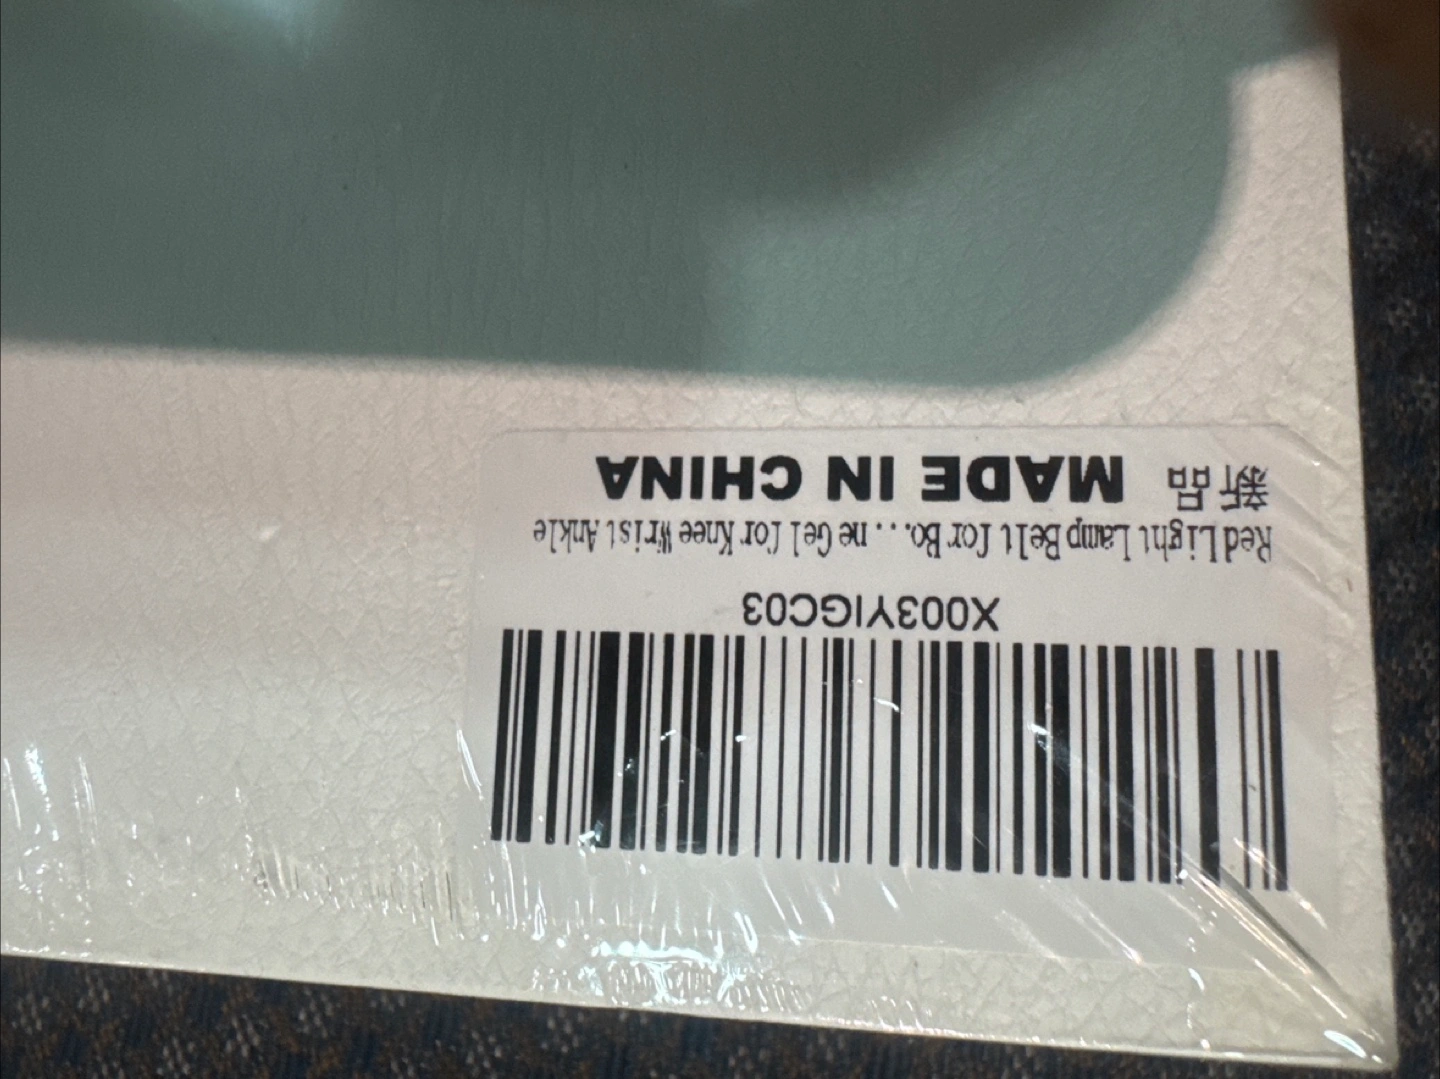 X003YIGC03
Red Light Lamp Belt for Bo...ne Gel for Knee Wrist Ankle
新品 MADE IN CHINA